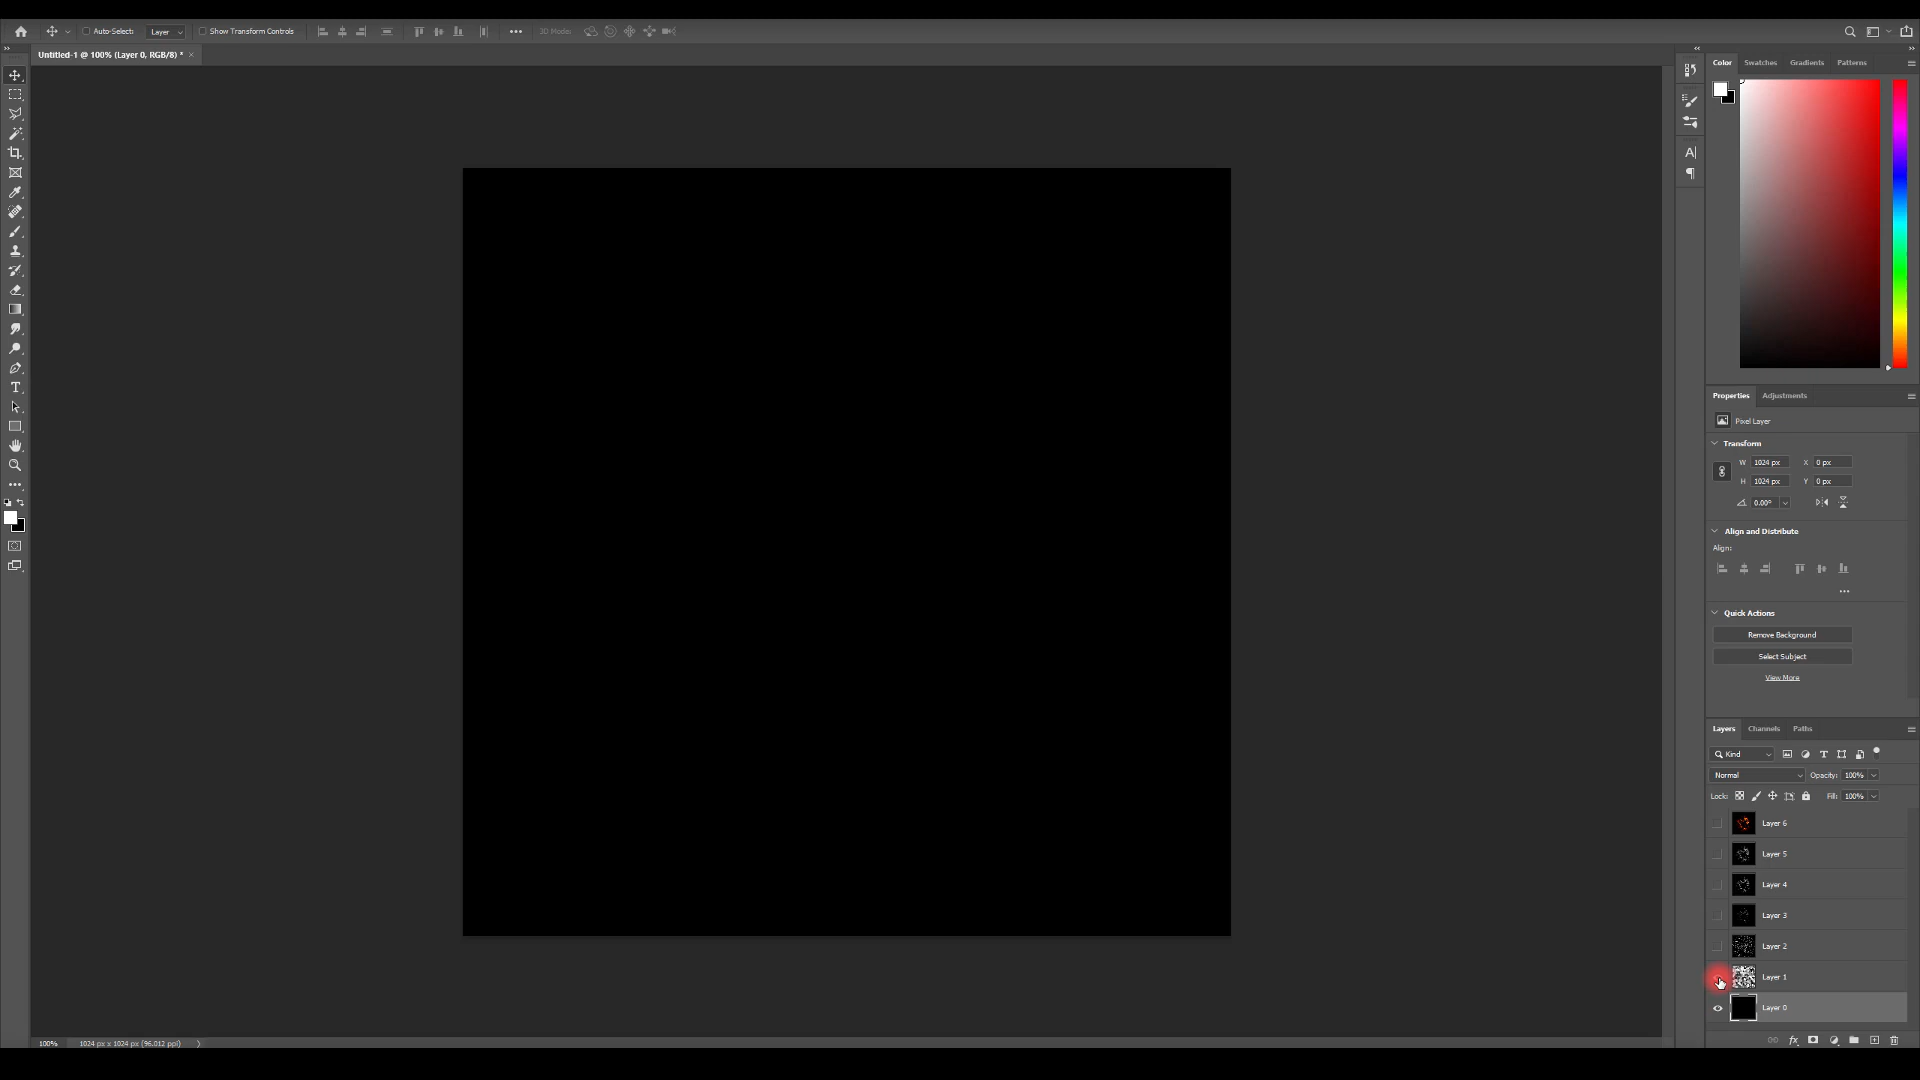 Auto-Select: Layer Show Transform Controls 3D Mode:
Untitled-1 @ 100% (Layer 0, RGB/8) *
Color Swatches Gradients Patterns
Properties Adjustments
Pixel Layer
Transform
W 1024 px X 0 px
H 1024 px Y 0 px
0.00°
Align and Distribute
Align:
Quick Actions
Remove Background
Select Subject
View More
Layers Channels Paths
Kind
Normal Opacity: 100%
Lock: Fill: 100%
Layer 6
Layer 5
Layer 4
Layer 3
Layer 2
Layer 1
Layer 0
100% 1024 px x 1024 px (96.012 ppi)